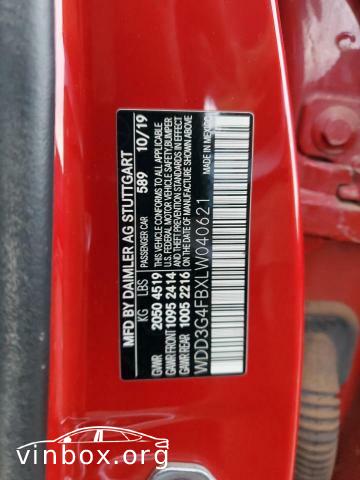 MFD BY DAIMLER AG STUTTGART
PASSENGER CAR 589 10/19
KG LBS
GVWR 2050 4519
GAWR FRONT 1095 2414
GAWR REAR 1005 2216
THIS VEHICLE CONFORMS TO ALL APPLICABLE
U.S. FEDERAL MOTOR VEHICLE SAFETY,BUMPER
AND THEFT PREVENTION STANDARDS IN EFFECT
ON THE DATE OF MANUFACTURE SHOWN ABOVE
WDD3G4FBXLW040621
MADE IN MEXICO
vinbox.org